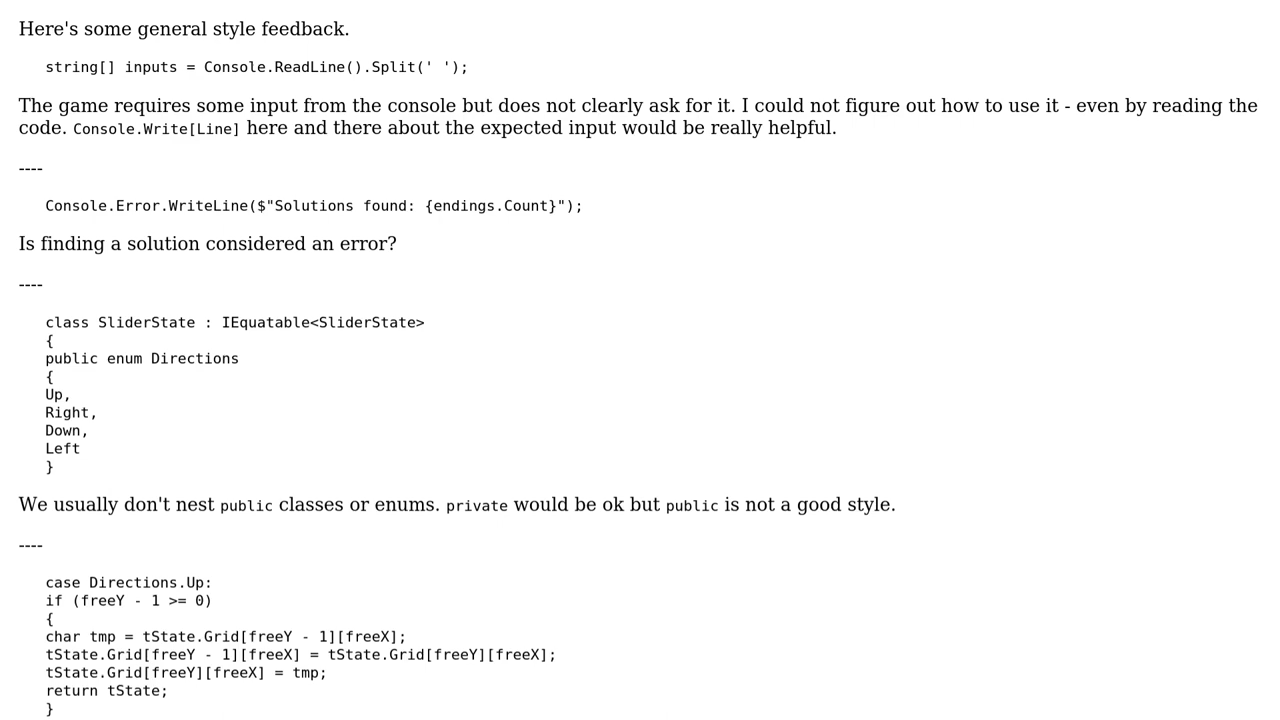 Here's some general style feedback.
string[] inputs = Console.ReadLine().Split(' ');
The game requires some input from the console but does not clearly ask for it. I could not figure out how to use it - even by reading the
code. Console.Write[Line] here and there about the expected input would be really helpful.
----
Console.Error.WriteLine($"Solutions found: {endings.Count}");
Is finding a solution considered an error?
----
class SliderState : IEquatable<SliderState>
{
public enum Directions
{
Up,
Right,
Down,
Left
}
We usually don't nest public classes or enums. private would be ok but public is not a good style.
----
case Directions.Up:
if (freeY - 1 >= 0)
{
char tmp = tState.Grid[freeY - 1][freeX];
tState.Grid[freeY - 1][freeX] = tState.Grid[freeY][freeX];
tState.Grid[freeY][freeX] = tmp;
return tState;
}